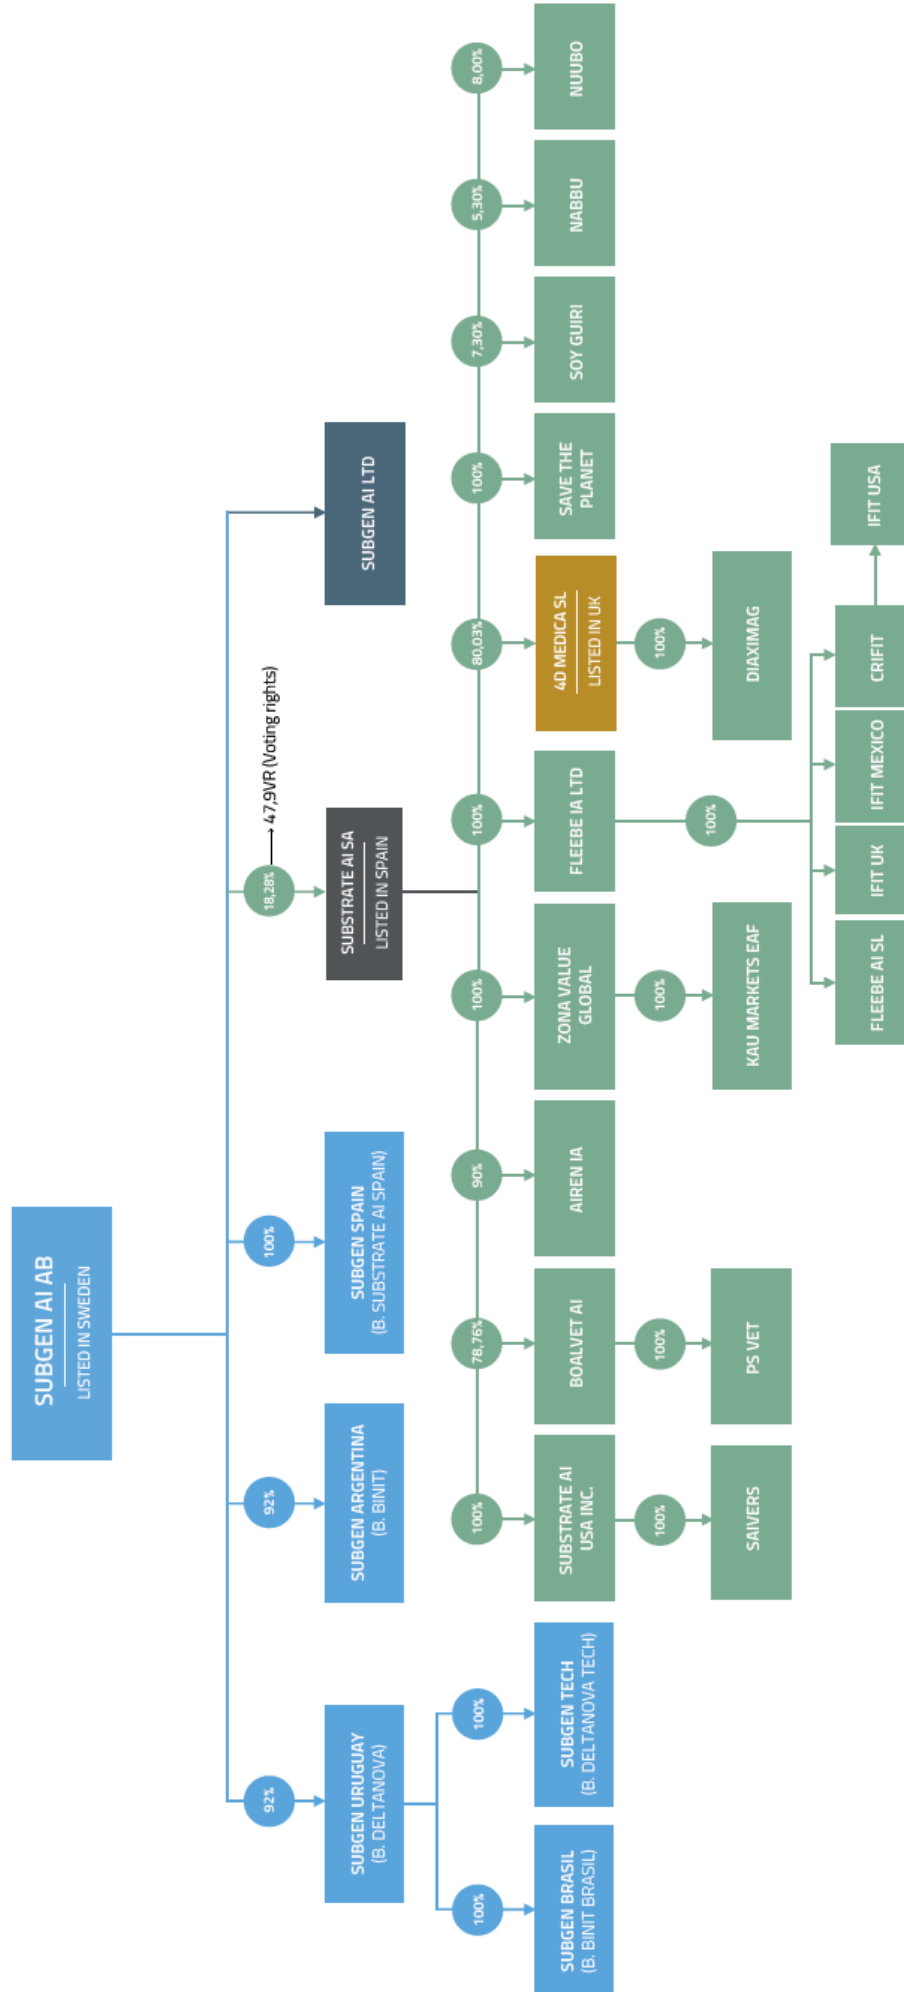 SUBGEN AI AB
LISTED IN SWEDEN
92%
92%
100%
18,28%
47,9VR (Voting rights)
SUBGEN URUGUAY
(B. DELTANOVA)
SUBGEN ARGENTINA
(B. BINIT)
SUBGEN SPAIN
(B. SUBSTRATE AI SPAIN)
SUBSTRATE AI SA
LISTED IN SPAIN
SUBGEN AI LTD
100%
100%
100%
78,76%
90%
100%
100%
80,03%
100%
7,30%
5,30%
8,00%
SUBGEN BRASIL
(B. BINIT BRASIL)
SUBGEN TECH
(B. DELTANOVA TECH)
SUBSTRATE AI
USA INC.
BOALVET AI
AIREN IA
ZONA VALUE
GLOBAL
FLEEBE IA LTD
4D MEDICA SL
LISTED IN UK
SAVE THE
PLANET
SOY GUIRI
NABBU
NUUBO
100%
100%
100%
100%
100%
SAIVERS
PS VET
KAU MARKETS EAF
DIAXIMAG
FLEEBE AI SL
IFIT UK
IFIT MEXICO
CRIFIT
IFIT USA